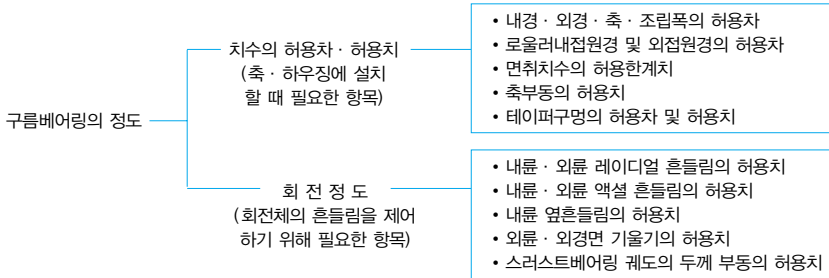 구름베어링의 정도
치수의 허용차 · 허용치
(축 · 하우징에 설치
할 때 필요한 항목)
• 내경 · 외경 · 축 · 조립폭의 허용차
• 로울러내접원경 및 외접원경의 허용차
• 면취치수의 허용한계치
• 축부동의 허용치
• 테이퍼구멍의 허용차 및 허용치
회 전 정 도
(회전체의 흔들림을 제어
하기 위해 필요한 항목)
• 내륜 · 외륜 레이디얼 흔들림의 허용치
• 내륜 · 외륜 액셜 흔들림의 허용치
• 내륜 옆흔들림의 허용치
• 외륜 · 외경면 기울기의 허용치
• 스러스트베어링 궤도의 두께 부동의 허용치